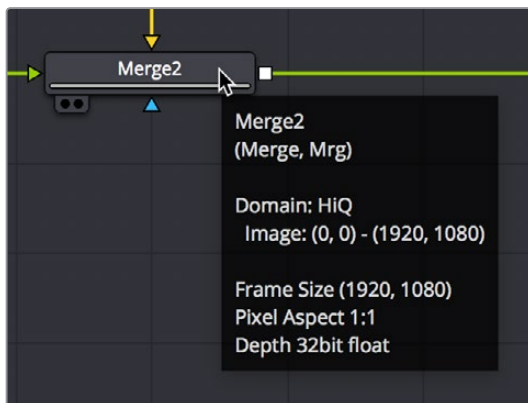 Merge2
Merge2
(Merge, Mrg)
Domain: HiQ
Image: (0, 0) - (1920, 1080)
Frame Size (1920, 1080)
Pixel Aspect 1:1
Depth 32bit float